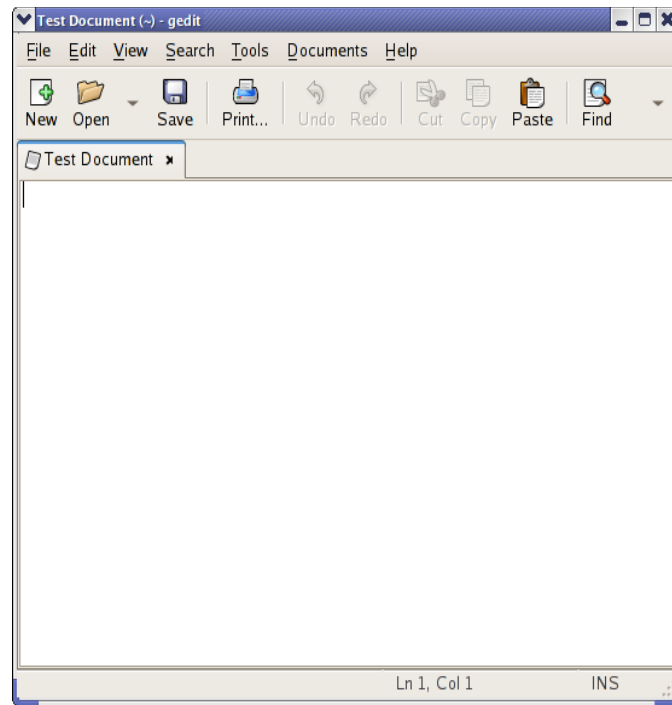 Test Document (~) - gedit
File Edit View Search Tools Documents Help
New Open Save Print... Undo Redo Cut Copy Paste Find
Test Document
Ln 1, Col 1 INS